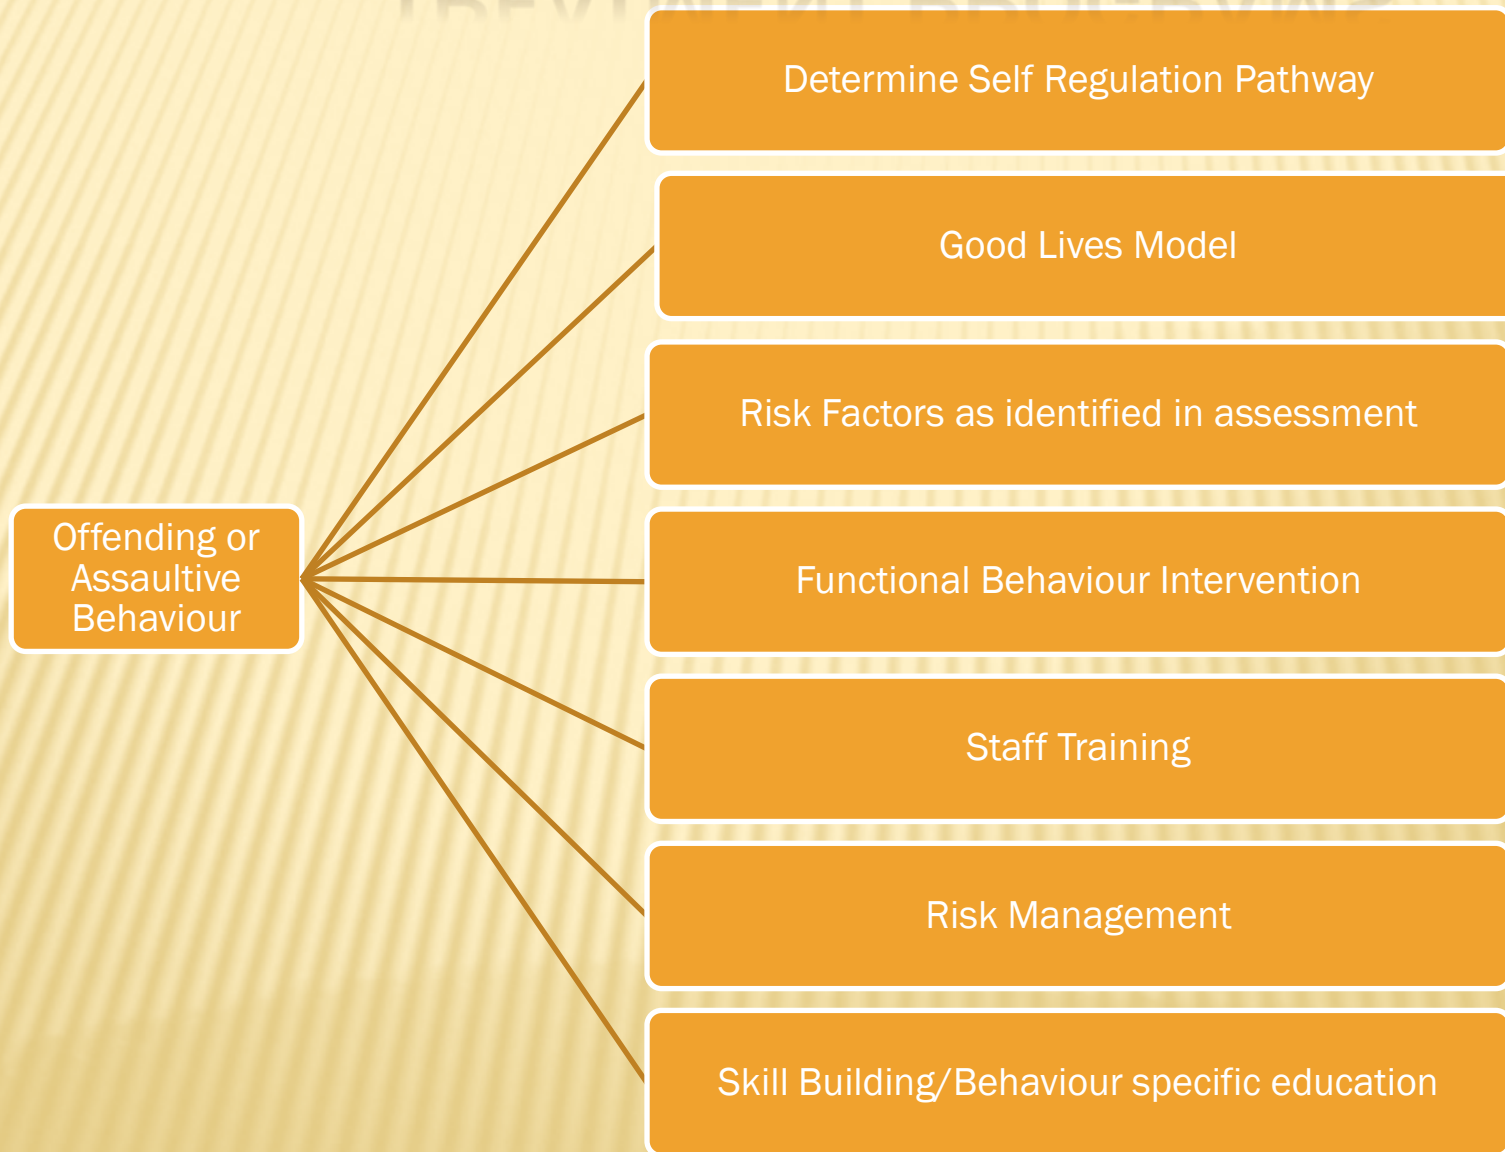 Determine Self Regulation Pathway
Good Lives Model
Risk Factors as identified in assessment
Offending or
Assaultive
Behaviour
Functional Behaviour Intervention
Staff Training
Risk Management
Skill Building/Behaviour specific education